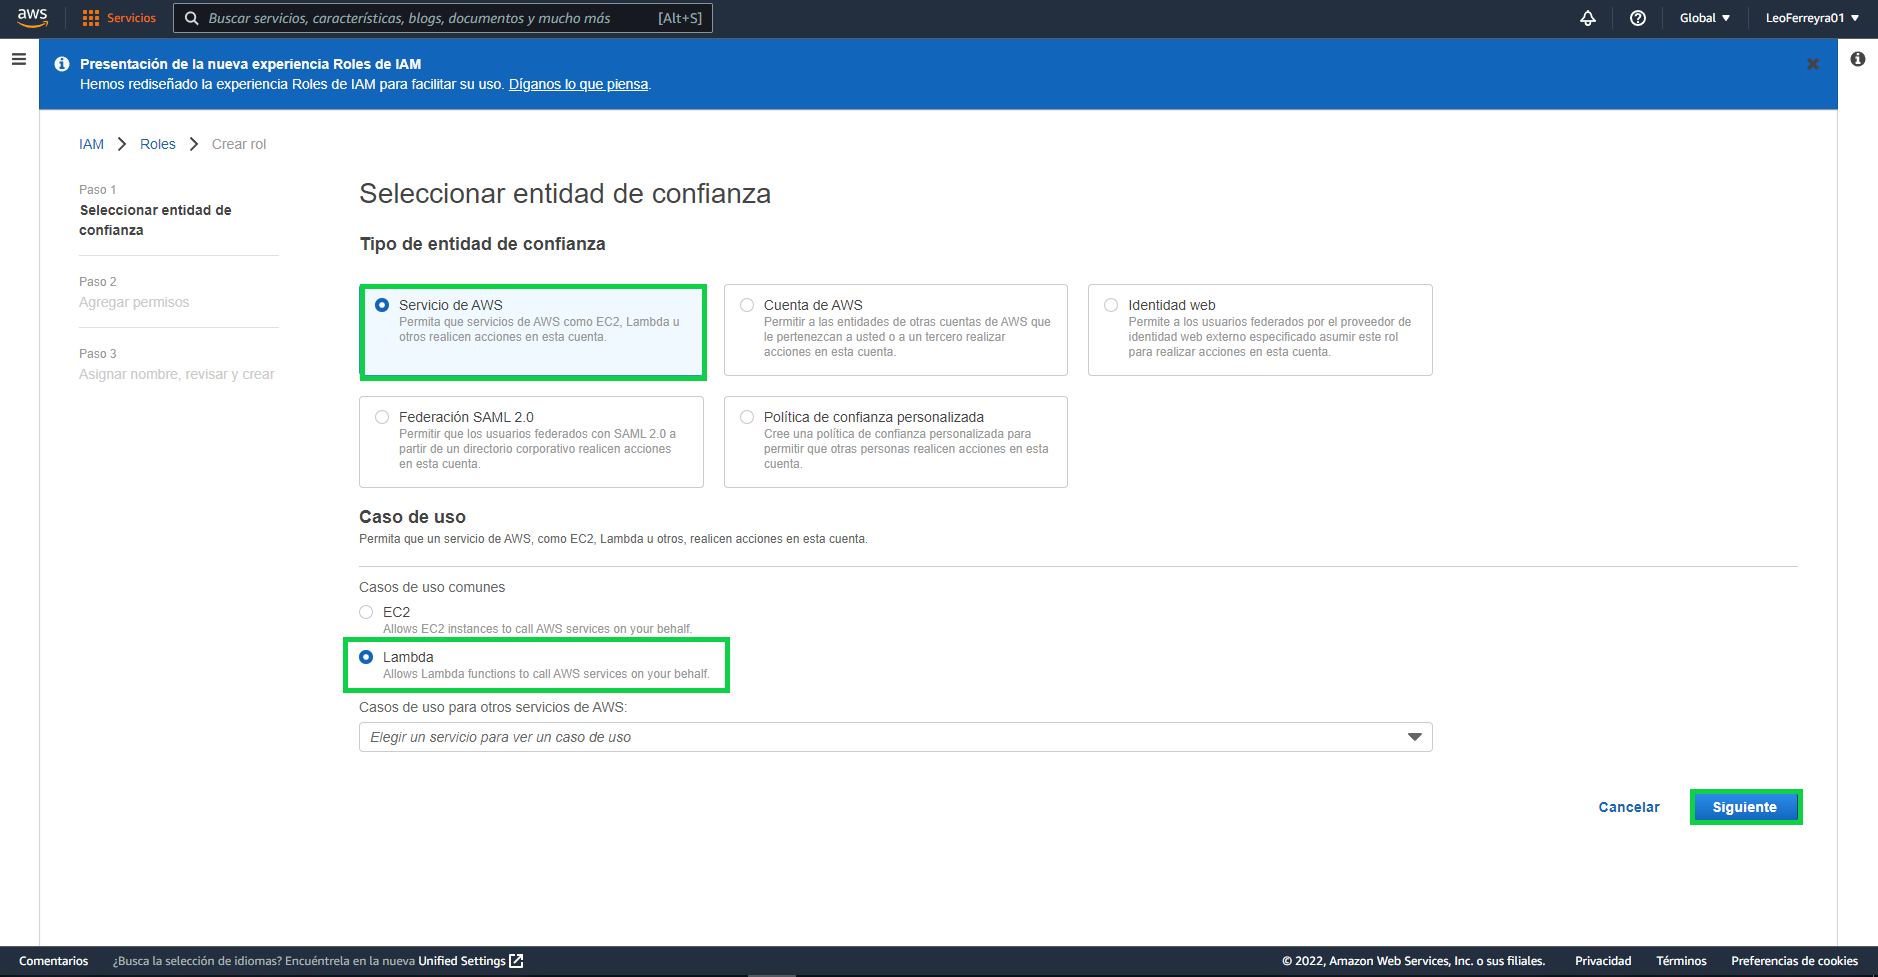 aws
Servicios
Buscar servicios, características, blogs, documentos y mucho más [Alt+S]
Global
LeoFerreyra01
Presentación de la nueva experiencia Roles de IAM
Hemos rediseñado la experiencia Roles de IAM para facilitar su uso. Díganos lo que piensa.
IAM > Roles > Crear rol
Paso 1
Seleccionar entidad de
confianza
Paso 2
Agregar permisos
Paso 3
Asignar nombre, revisar y crear
Seleccionar entidad de confianza
Tipo de entidad de confianza
Servicio de AWS
Permita que servicios de AWS como EC2, Lambda u
otros realicen acciones en esta cuenta.
Cuenta de AWS
Permitir a las entidades de otras cuentas de AWS que
le pertenezcan a usted o a un tercero realizar
acciones en esta cuenta.
Identidad web
Permite a los usuarios federados por el proveedor de
identidad web externo especificado asumir este rol
para realizar acciones en esta cuenta.
Federación SAML 2.0
Permitir que los usuarios federados con SAML 2.0 a
partir de un directorio corporativo realicen acciones
en esta cuenta.
Política de confianza personalizada
Cree una política de confianza personalizada para
permitir que otras personas realicen acciones en esta
cuenta.
Caso de uso
Permita que un servicio de AWS, como EC2, Lambda u otros, realicen acciones en esta cuenta.
Casos de uso comunes
EC2
Allows EC2 instances to call AWS services on your behalf.
Lambda
Allows Lambda functions to call AWS services on your behalf.
Casos de uso para otros servicios de AWS:
Elegir un servicio para ver un caso de uso
Cancelar
Siguiente
Comentarios
¿Busca la selección de idiomas? Encuéntrela en la nueva Unified Settings
© 2022, Amazon Web Services, Inc. o sus filiales.
Privacidad
Términos
Preferencias de cookies